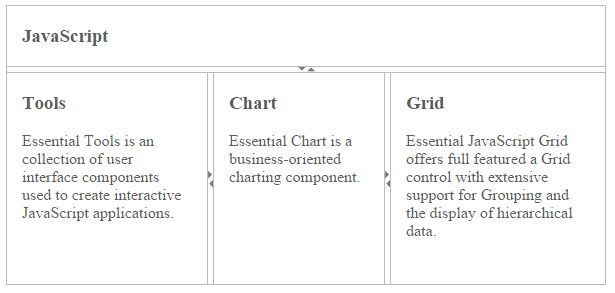 JavaScript
Tools
Essential Tools is an
collection of user
interface components
used to create interactive
JavaScript applications.
Chart
Essential Chart is a
business-oriented
charting component.
Grid
Essential JavaScript Grid
offers full featured a Grid
control with extensive
support for Grouping and
the display of hierarchical
data.